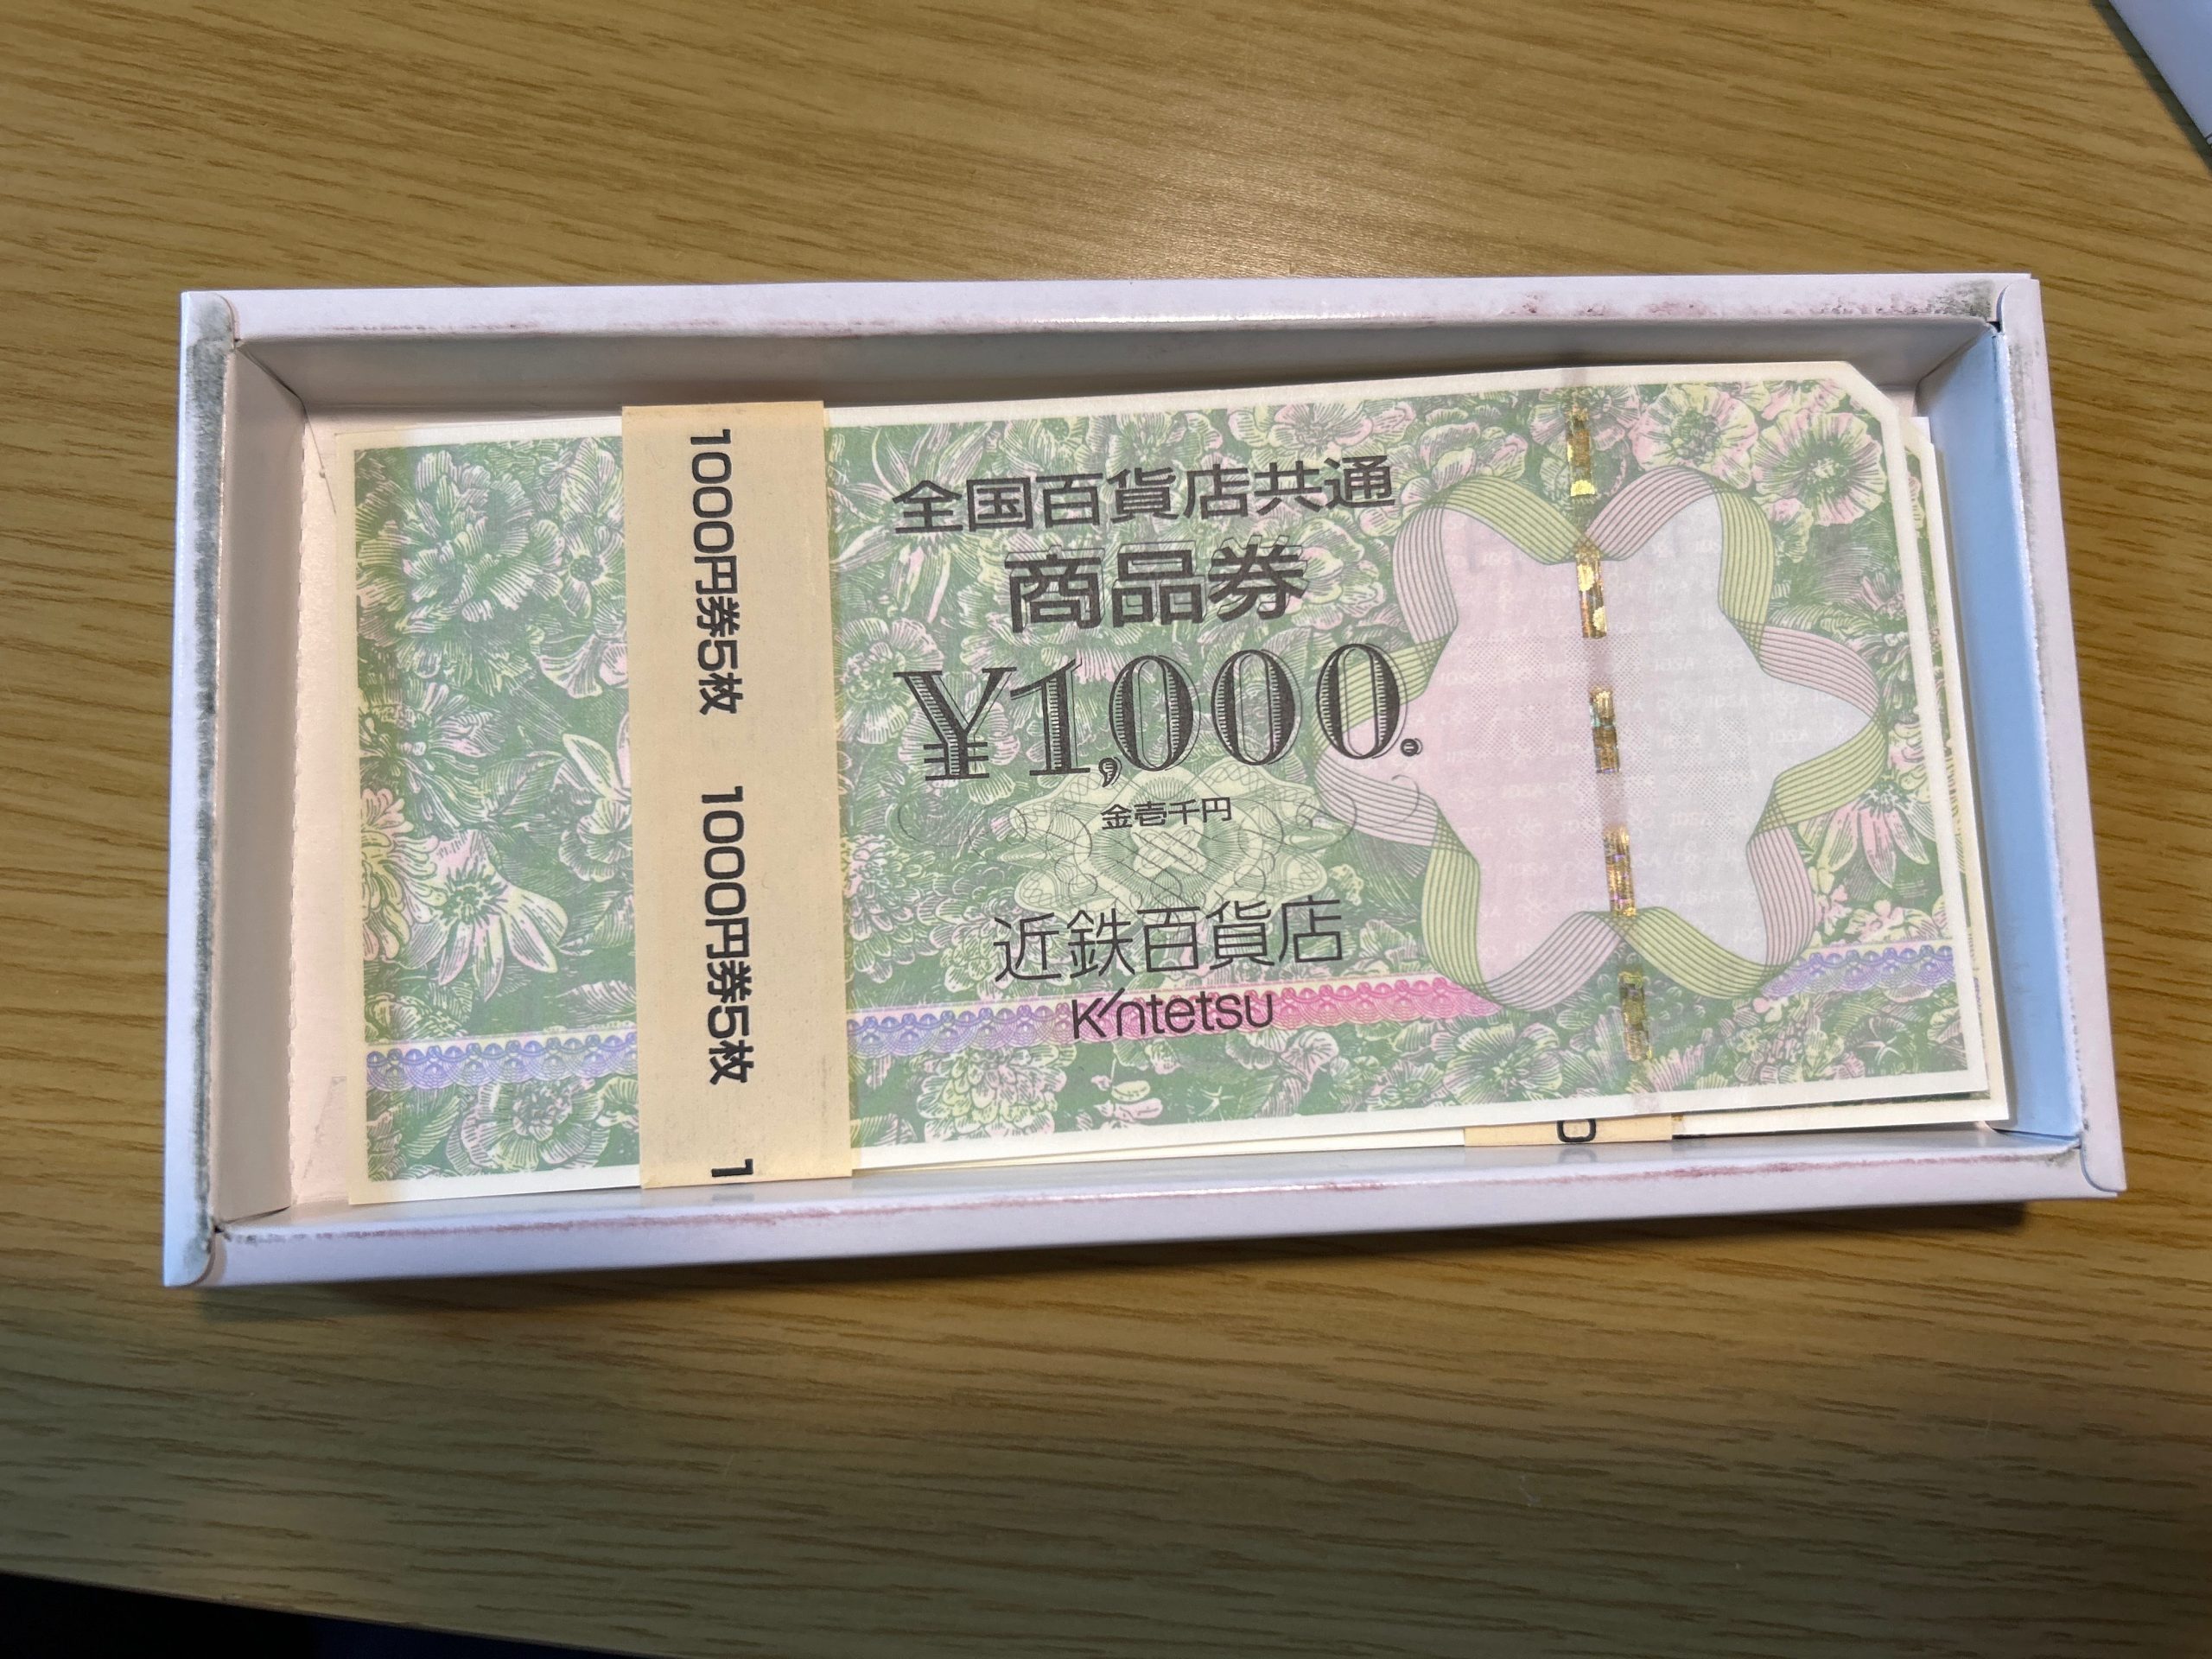 全国百貨店共通
商品券
¥1,000.
金壱千円
近鉄百貨店
Kintetsu
1000円券5枚 1000円券5枚 1
0